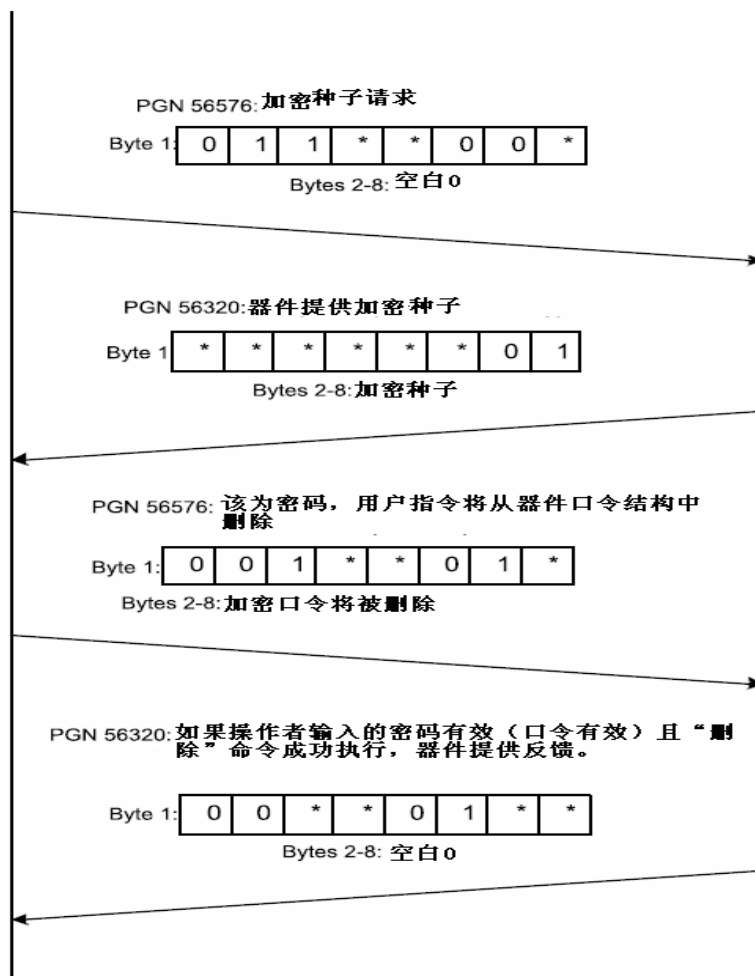 PGN 56576: 加密种子请求
Byte 1: 0 1 1 * * 0 0 *
Bytes 2-8: 空白0
PGN 56320: 器件提供加密种子
Byte 1 * * * * * * 0 1
Bytes 2-8: 加密种子
PGN 56576: 该为密码，用户指令将从器件口令结构中
删除
Byte 1: 0 0 1 * * 0 1 *
Bytes 2-8: 加密口令将被删除
PGN 56320: 如果操作者输入的密码有效（口令有效）且“删
除”命令成功执行，器件提供反馈。
Byte 1: 0 0 * * 0 1 * *
Bytes 2-8: 空白0